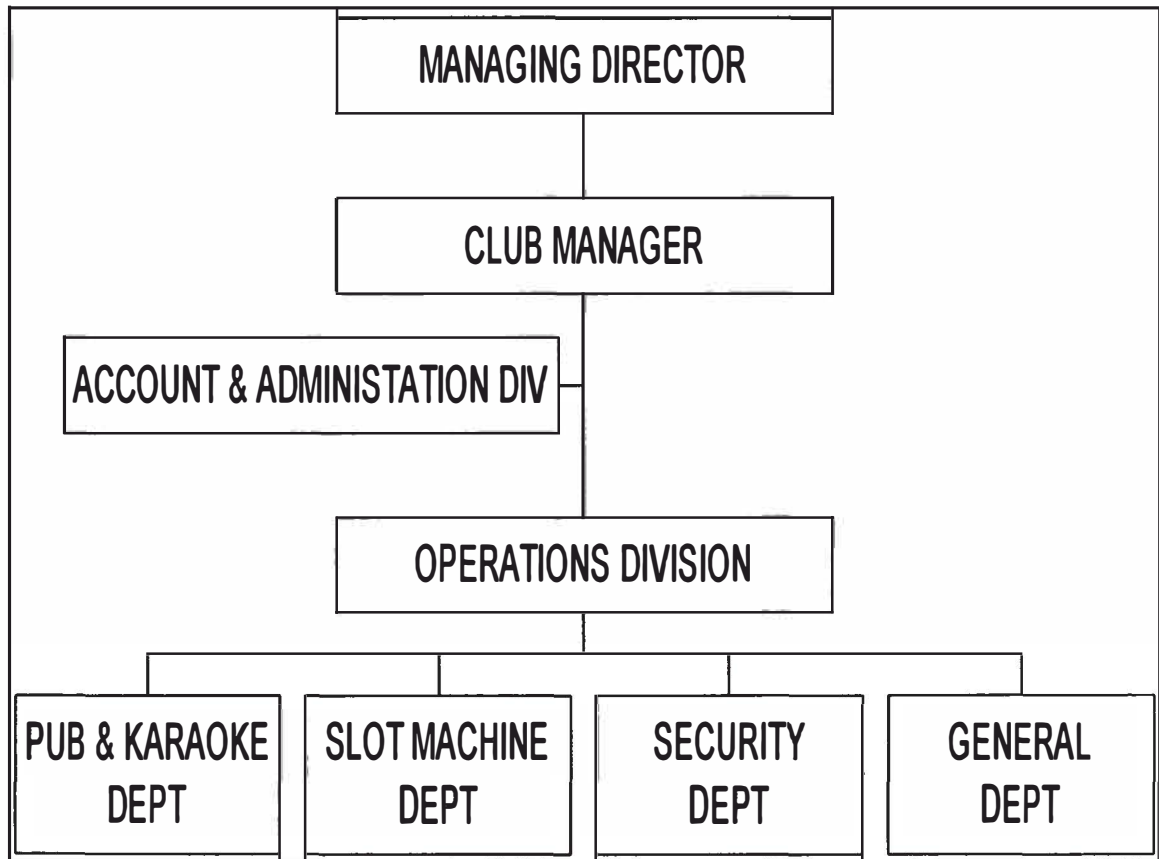 MANAGING DIRECTOR
CLUB MANAGER
ACCOUNT & ADMINISTATION DIV
OPERATIONS DIVISION
PUB & KARAOKE
DEPT
SLOT MACHINE
DEPT
SECURITY
DEPT
GENERAL
DEPT